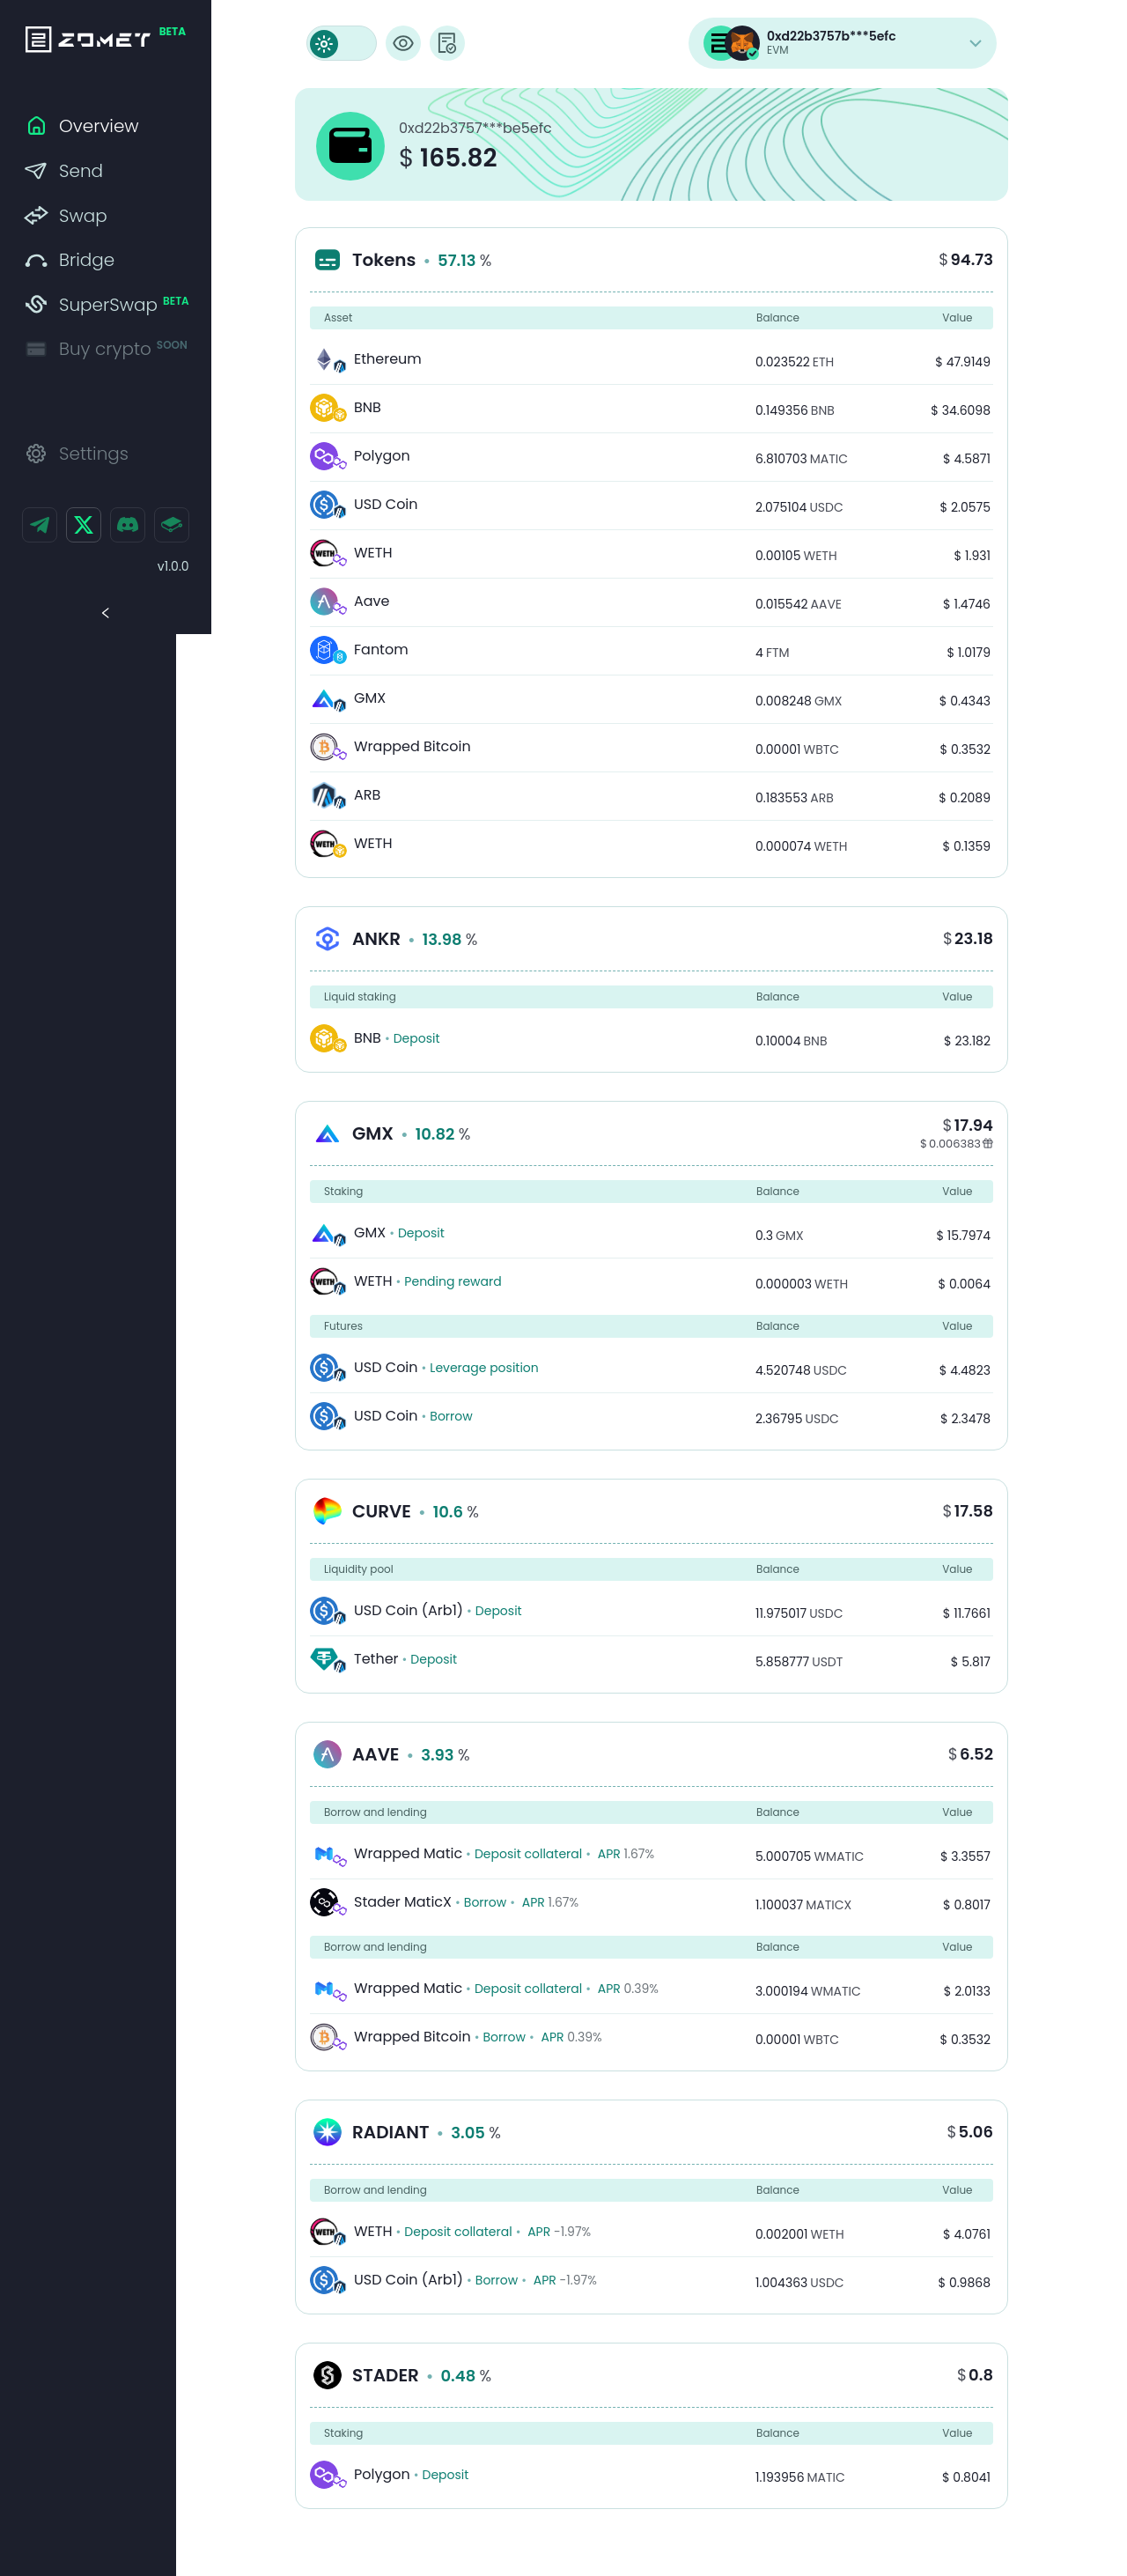 ZOMET BETA
Overview
Send
Swap
Bridge
SuperSwap BETA
Buy crypto SOON
Settings
v1.0.0
0xd22b3757b***5efc
EVM
0xd22b3757***be5efc
$ 165.82
Tokens • 57.13 % $ 94.73
Asset Balance Value
Ethereum 0.023522 ETH $ 47.9149
BNB 0.149356 BNB $ 34.6098
Polygon 6.810703 MATIC $ 4.5871
USD Coin 2.075104 USDC $ 2.0575
WETH WETH 0.00105 WETH $ 1.931
Aave 0.015542 AAVE $ 1.4746
Fantom 4 FTM $ 1.0179
GMX 0.008248 GMX $ 0.4343
Wrapped Bitcoin 0.00001 WBTC $ 0.3532
ARB 0.183553 ARB $ 0.2089
WETH WETH 0.000074 WETH $ 0.1359
ANKR • 13.98 % $ 23.18
Liquid staking Balance Value
BNB • Deposit 0.10004 BNB $ 23.182
GMX • 10.82 % $ 17.94
$ 0.006383
Staking Balance Value
GMX • Deposit 0.3 GMX $ 15.7974
WETH WETH • Pending reward 0.000003 WETH $ 0.0064
Futures Balance Value
USD Coin • Leverage position 4.520748 USDC $ 4.4823
USD Coin • Borrow 2.36795 USDC $ 2.3478
CURVE • 10.6 % $ 17.58
Liquidity pool Balance Value
USD Coin (Arb1) • Deposit 11.975017 USDC $ 11.7661
Tether • Deposit 5.858777 USDT $ 5.817
AAVE • 3.93 % $ 6.52
Borrow and lending Balance Value
Wrapped Matic • Deposit collateral • APR 1.67% 5.000705 WMATIC $ 3.3557
Stader MaticX • Borrow • APR 1.67% 1.100037 MATICX $ 0.8017
Borrow and lending Balance Value
Wrapped Matic • Deposit collateral • APR 0.39% 3.000194 WMATIC $ 2.0133
Wrapped Bitcoin • Borrow • APR 0.39% 0.00001 WBTC $ 0.3532
RADIANT • 3.05 % $ 5.06
Borrow and lending Balance Value
WETH WETH • Deposit collateral • APR -1.97% 0.002001 WETH $ 4.0761
USD Coin (Arb1) • Borrow • APR -1.97% 1.004363 USDC $ 0.9868
STADER • 0.48 % $ 0.8
Staking Balance Value
Polygon • Deposit 1.193956 MATIC $ 0.8041